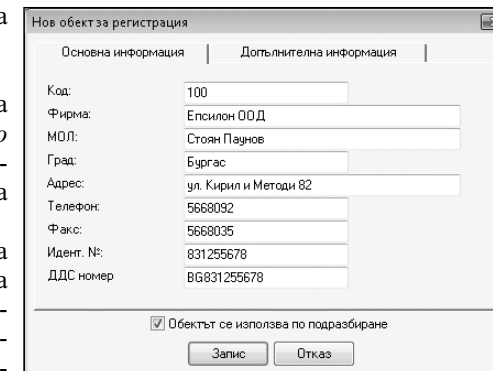 Нов обект за регистрация
Основна информация Допълнителна информация
Код: 100
Фирма: Епсилон ООД
МОЛ: Стоян Паунов
Град: Бургас
Адрес: ул. Кирил и Методи 82
Телефон: 5668092
Факс: 5668035
Идент. №: 831255678
ДДС номер BG831255678
Обектът се използва по подразбиране
Запис Отказ